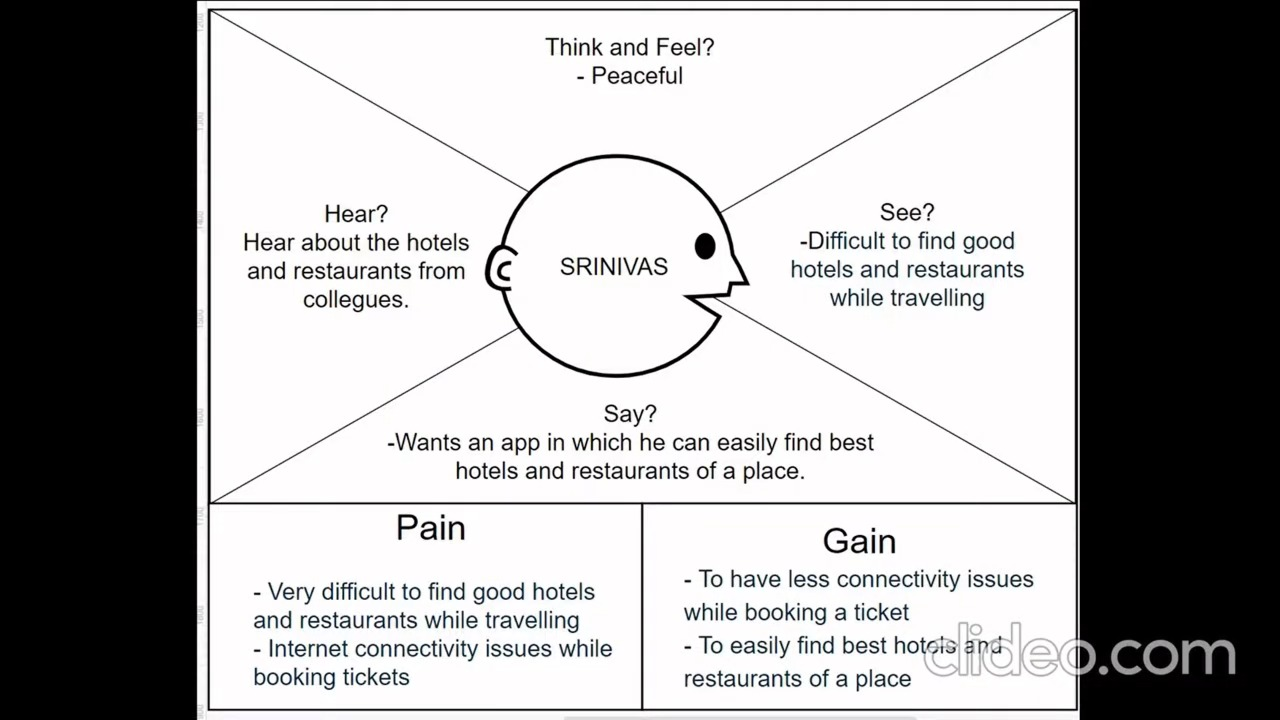 Think and Feel?
- Peaceful
Hear?
Hear about the hotels
and restaurants from
collegues.
SRINIVAS
See?
-Difficult to find good
hotels and restaurants
while travelling
Say?
-Wants an app in which he can easily find best
hotels and restaurants of a place.
Pain
- Very difficult to find good hotels
and restaurants while travelling
- Internet connectivity issues while
booking tickets
Gain
- To have less connectivity issues
while booking a ticket
- To easily find best hotels and
restaurants of a place
clideo.com